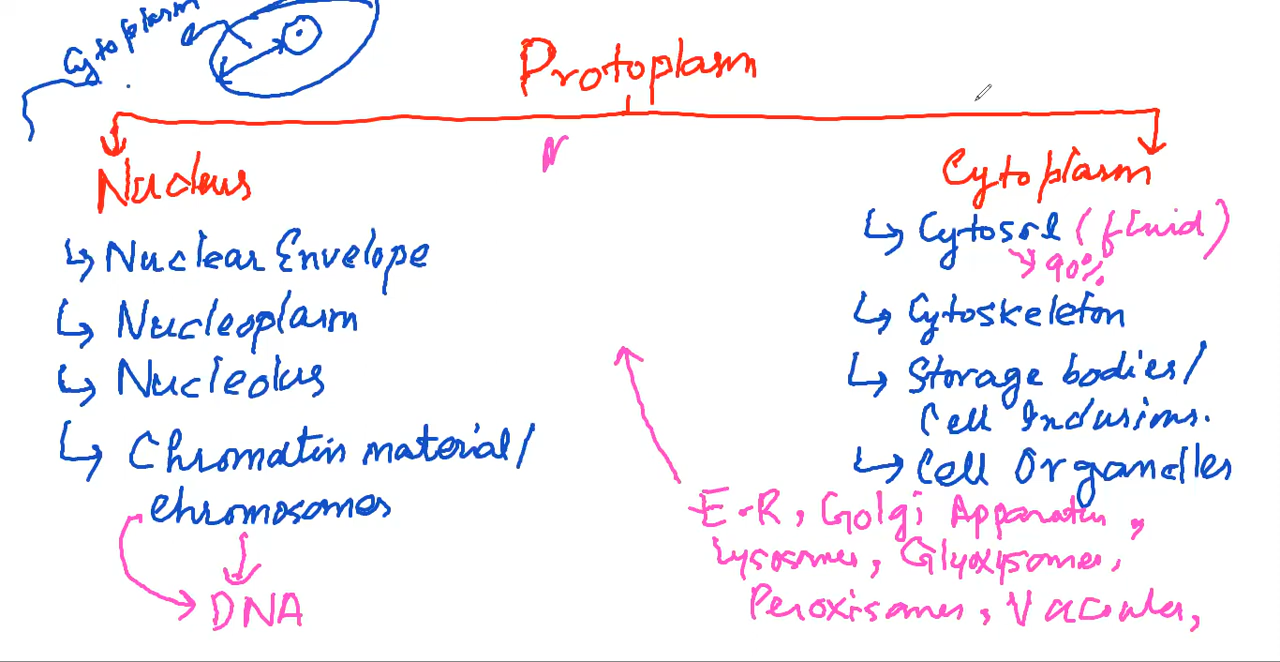 Cytoplasm
Protoplasm
N
Nucleus
Nuclear Envelope
Nucleoplasm
Nucleolus
Chromatin material/
chromosomes
DNA
Cytoplasm
Cytosol (fluid)
90%
Cytoskeleton
Storage bodies/
Cell Inclusions.
Cell Organelles
E.R, Golgi Apparatus,
Lysosomes, Glyoxysomes,
Peroxisomes, Vacuoles,